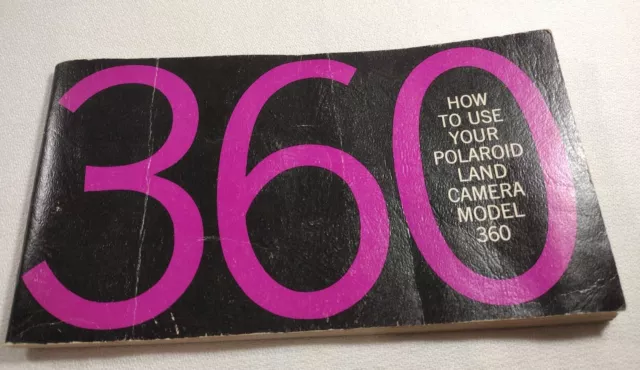 360
HOW
TO USE
YOUR
POLAROID
LAND
CAMERA
MODEL
360